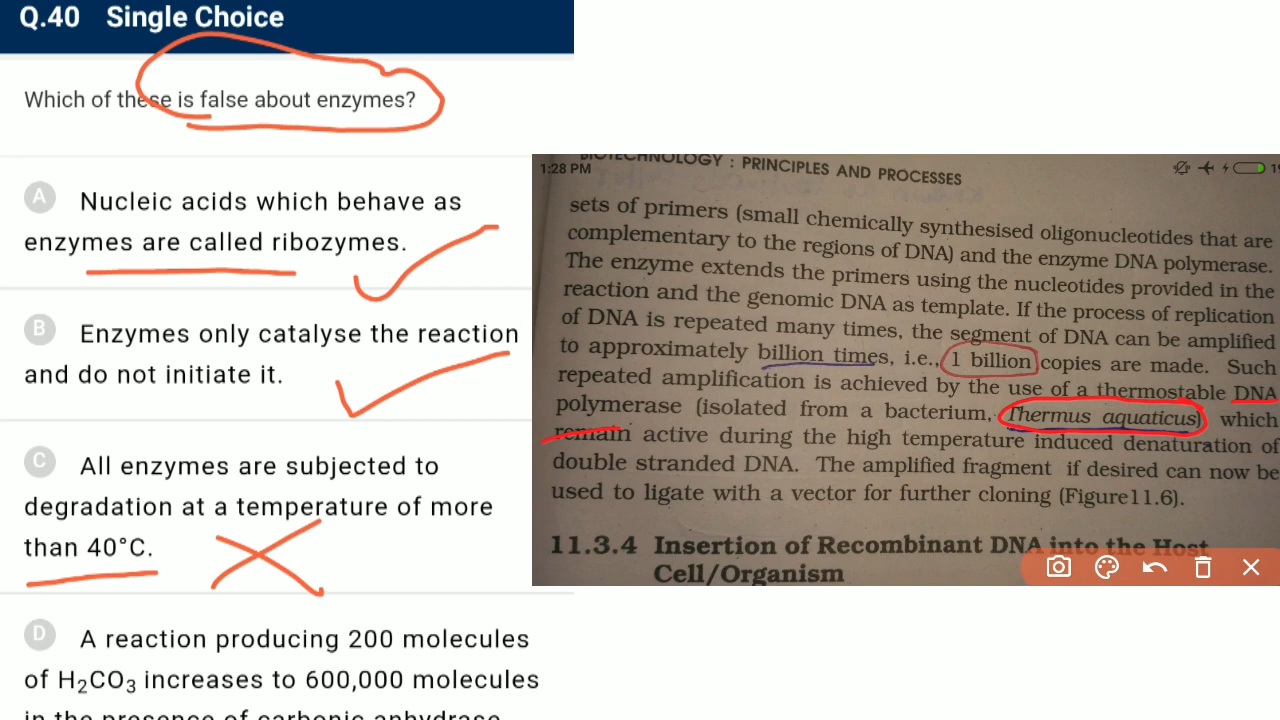 Q.40 Single Choice
Which of these is false about enzymes?
A Nucleic acids which behave as
enzymes are called ribozymes.
B Enzymes only catalyse the reaction
and do not initiate it.
C All enzymes are subjected to
degradation at a temperature of more
than 40°C.
D A reaction producing 200 molecules
of H₂CO₃ increases to 600,000 molecules
in the presence of carbonic anhydrase
1:28 PM
BIOTECHNOLOGY : PRINCIPLES AND PROCESSES
sets of primers (small chemically synthesised oligonucleotides that are
complementary to the regions of DNA) and the enzyme DNA polymerase.
The enzyme extends the primers using the nucleotides provided in the
reaction and the genomic DNA as template. If the process of replication
of DNA is repeated many times, the segment of DNA can be amplified
to approximately billion times, i.e., 1 billion copies are made. Such
repeated amplification is achieved by the use of a thermostable DNA
polymerase (isolated from a bacterium, Thermus aquaticus) which
remain active during the high temperature induced denaturation of
double stranded DNA. The amplified fragment if desired can now be
used to ligate with a vector for further cloning (Figure11.6).
11.3.4 Insertion of Recombinant DNA into the Host
Cell/Organism